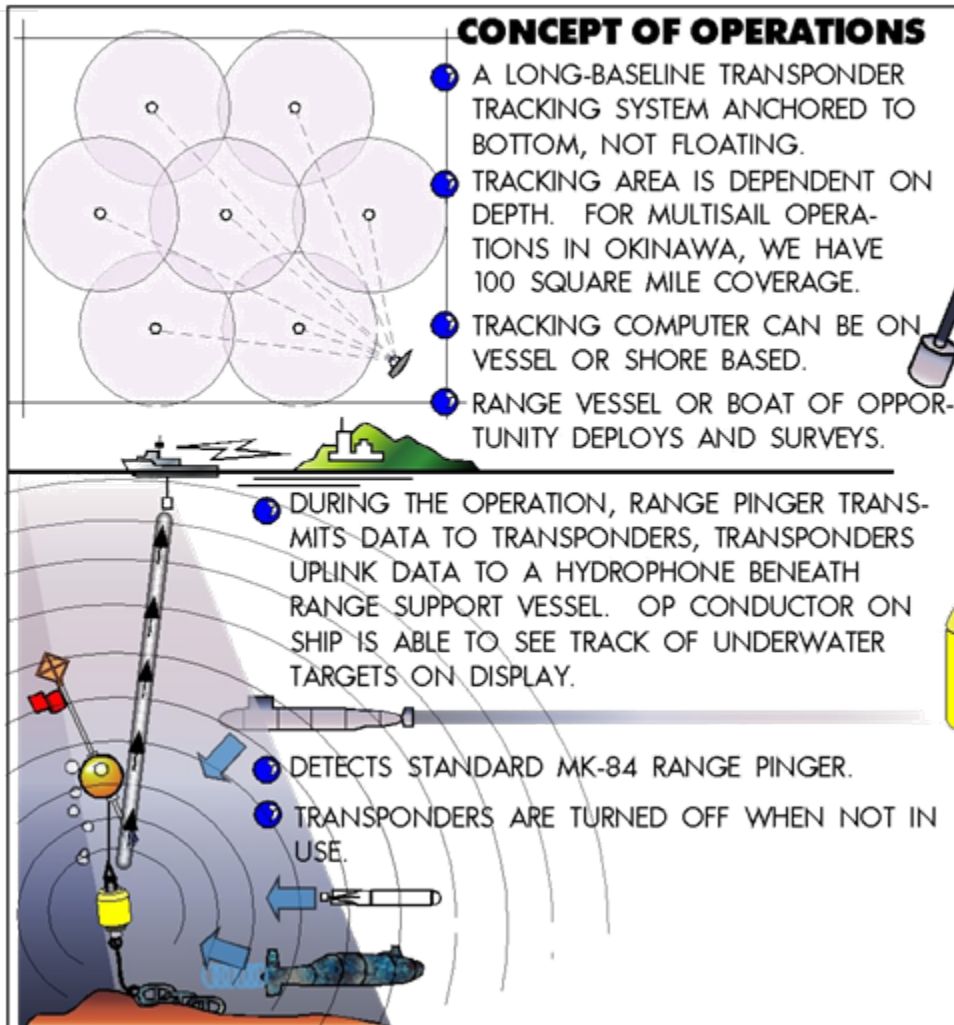 CONCEPT OF OPERATIONS
A LONG-BASELINE TRANSPONDER
TRACKING SYSTEM ANCHORED TO
BOTTOM, NOT FLOATING.
TRACKING AREA IS DEPENDENT ON
DEPTH. FOR MULTISAIL OPERA-
TIONS IN OKINAWA, WE HAVE
100 SQUARE MILE COVERAGE.
TRACKING COMPUTER CAN BE ON
VESSEL OR SHORE BASED.
RANGE VESSEL OR BOAT OF OPPOR-
TUNITY DEPLOYS AND SURVEYS.
DURING THE OPERATION, RANGE PINGER TRANS-
MITS DATA TO TRANSPONDERS, TRANSPONDERS
UPLINK DATA TO A HYDROPHONE BENEATH
RANGE SUPPORT VESSEL. OP CONDUCTOR ON
SHIP IS ABLE TO SEE TRACK OF UNDERWATER
TARGETS ON DISPLAY.
DETECTS STANDARD MK-84 RANGE PINGER.
TRANSPONDERS ARE TURNED OFF WHEN NOT IN
USE.